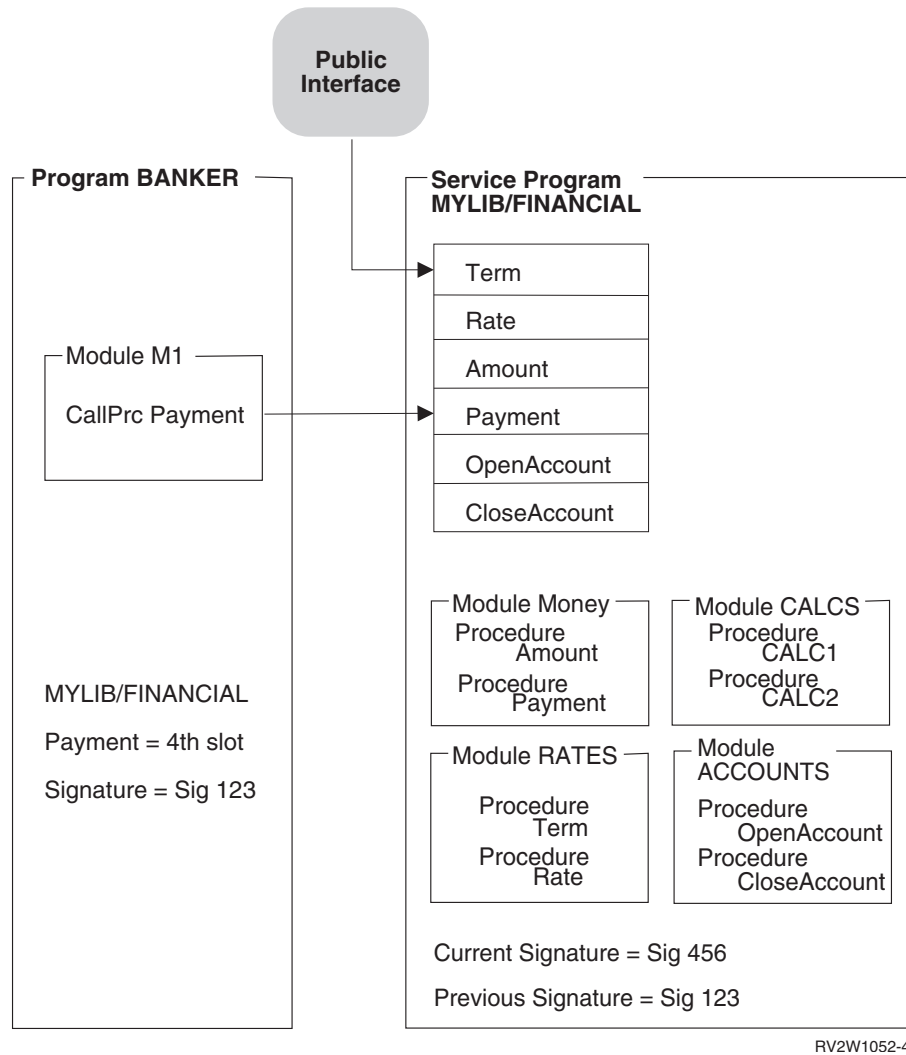 Public
Interface
Program BANKER
Module M1
CallPrc Payment
MYLIB/FINANCIAL
Payment = 4th slot
Signature = Sig 123
Service Program
MYLIB/FINANCIAL
Term
Rate
Amount
Payment
OpenAccount
CloseAccount
Module Money
Procedure
Amount
Procedure
Payment
Module CALCS
Procedure
CALC1
Procedure
CALC2
Module RATES
Procedure
Term
Procedure
Rate
Module
ACCOUNTS
Procedure
OpenAccount
Procedure
CloseAccount
Current Signature = Sig 456
Previous Signature = Sig 123
RV2W1052-4